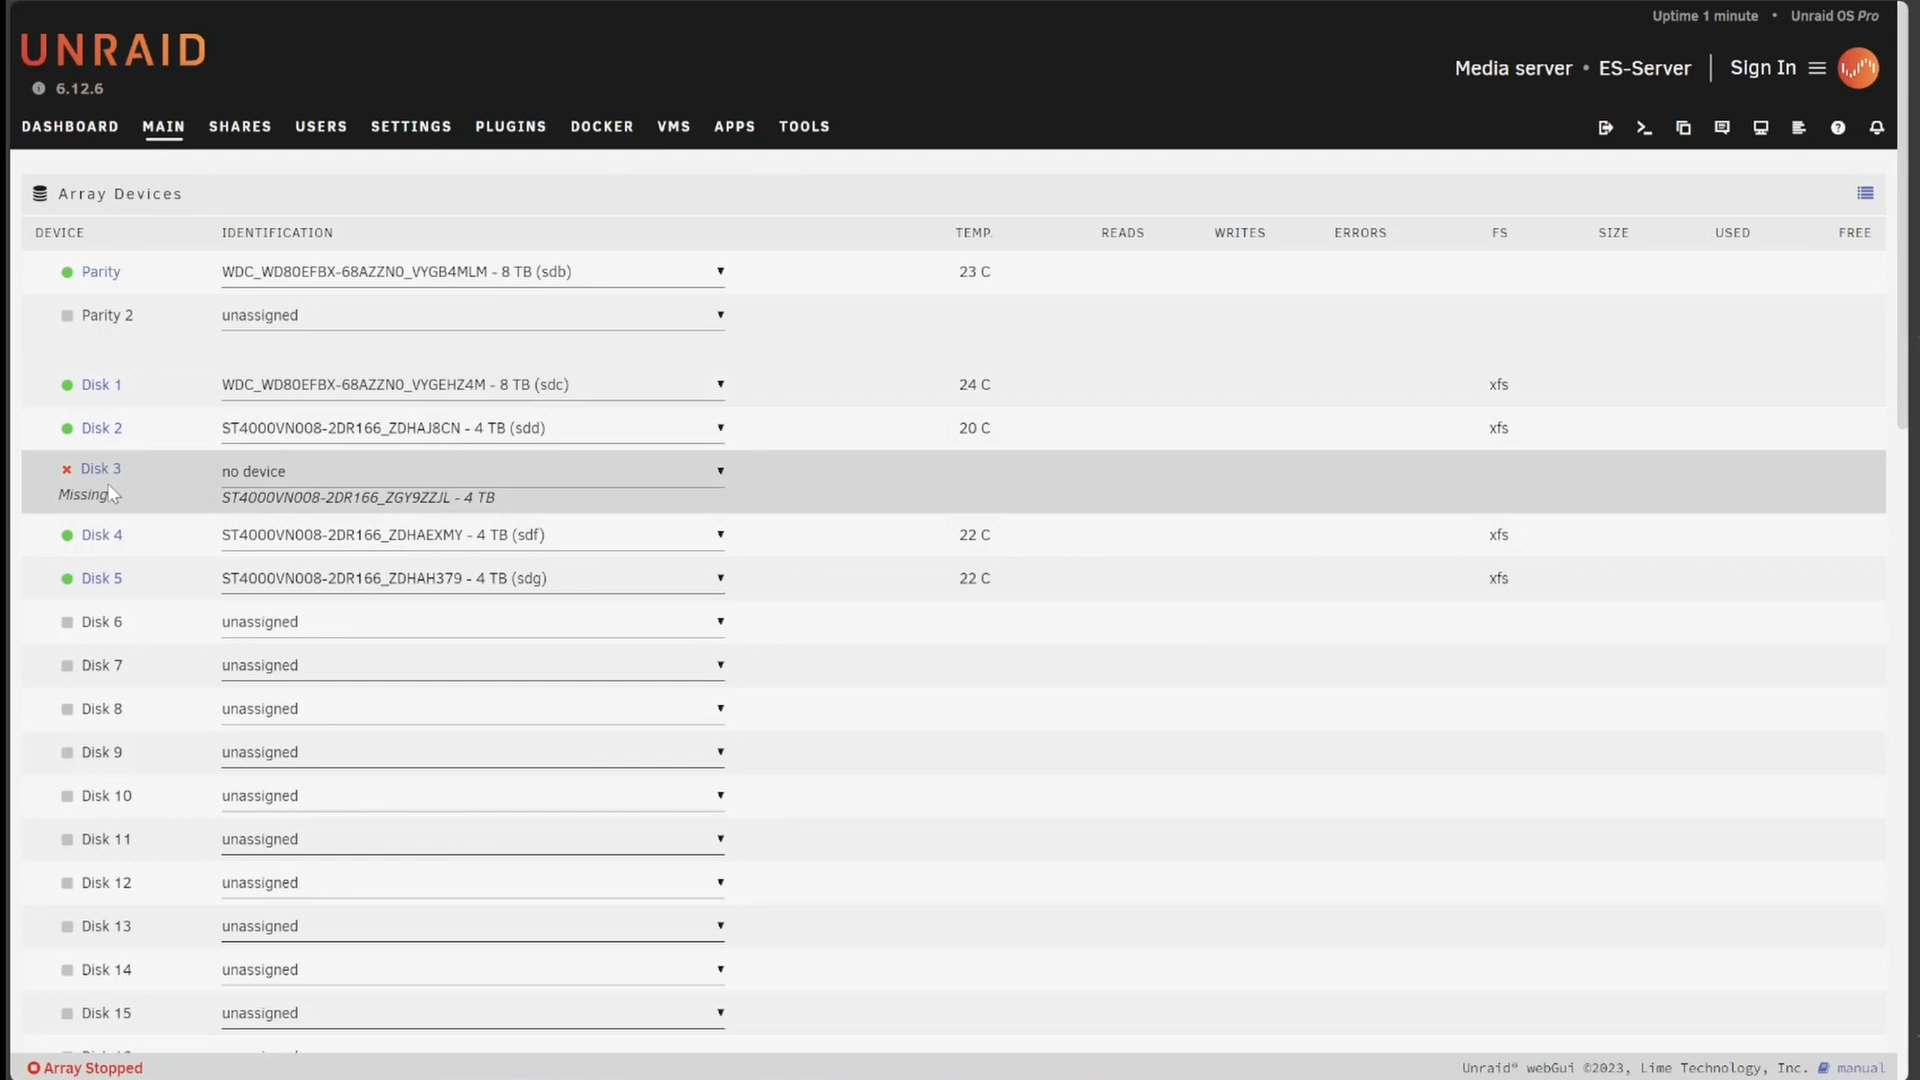 Uptime 1 minute • Unraid OS Pro
UNRAID
6.12.6
Media server • ES-Server | Sign In
DASHBOARD MAIN SHARES USERS SETTINGS PLUGINS DOCKER VMS APPS TOOLS
Array Devices
DEVICE IDENTIFICATION TEMP. READS WRITES ERRORS FS SIZE USED FREE
Parity WDC_WD80EFBX-68AZZN0_VYGB4MLM - 8 TB (sdb) 23 C
Parity 2 unassigned
Disk 1 WDC_WD80EFBX-68AZZN0_VYGEHZ4M - 8 TB (sdc) 24 C xfs
Disk 2 ST4000VN008-2DR166_ZDHAJ8CN - 4 TB (sdd) 20 C xfs
Disk 3 no device
Missing ST4000VN008-2DR166_ZGY9ZZJL - 4 TB
Disk 4 ST4000VN008-2DR166_ZDHAEXMY - 4 TB (sdf) 22 C xfs
Disk 5 ST4000VN008-2DR166_ZDHAH379 - 4 TB (sdg) 22 C xfs
Disk 6 unassigned
Disk 7 unassigned
Disk 8 unassigned
Disk 9 unassigned
Disk 10 unassigned
Disk 11 unassigned
Disk 12 unassigned
Disk 13 unassigned
Disk 14 unassigned
Disk 15 unassigned
Array Stopped Unraid® webGui ©2023, Lime Technology, Inc. manual